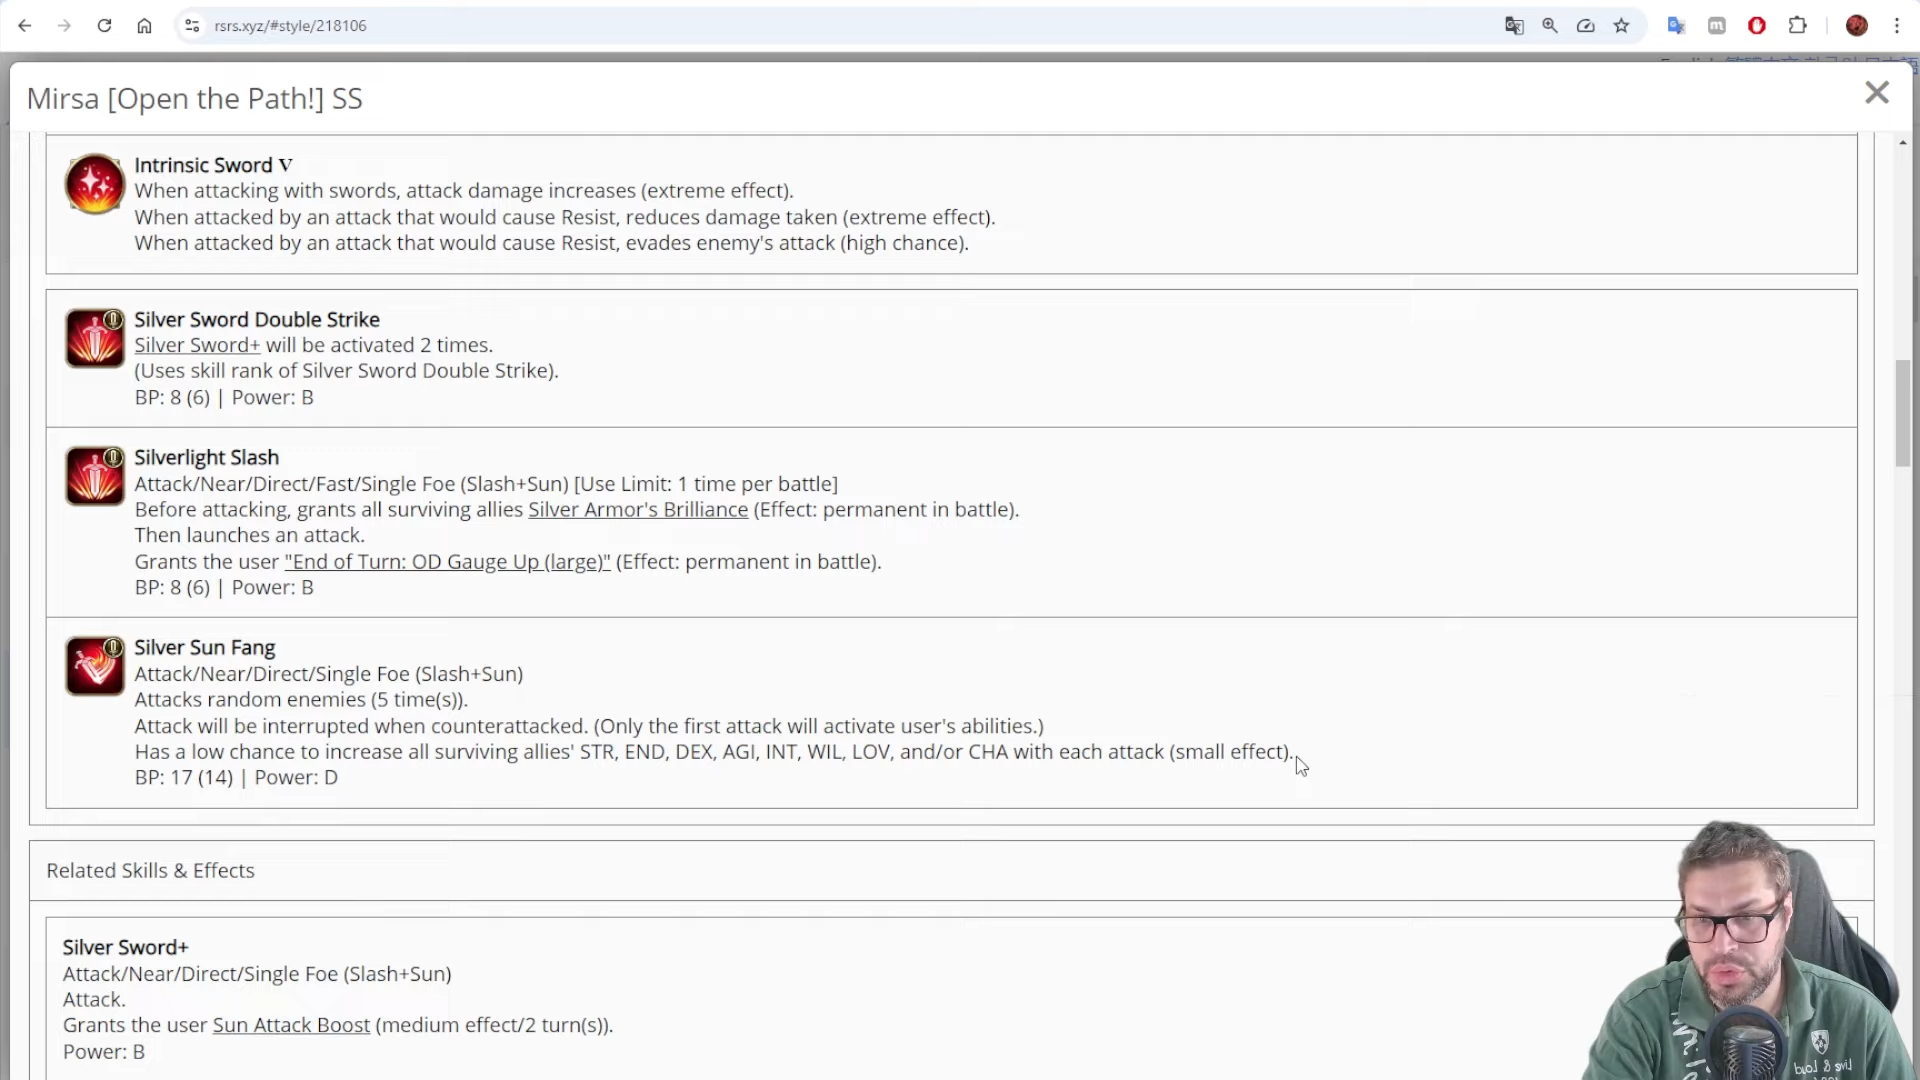 rsrs.xyz/#style/218106
Mirsa [Open the Path!] SS
Intrinsic Sword V
When attacking with swords, attack damage increases (extreme effect).
When attacked by an attack that would cause Resist, reduces damage taken (extreme effect).
When attacked by an attack that would cause Resist, evades enemy's attack (high chance).
Silver Sword Double Strike
Silver Sword+ will be activated 2 times.
(Uses skill rank of Silver Sword Double Strike).
BP: 8 (6) | Power: B
Silverlight Slash
Attack/Near/Direct/Fast/Single Foe (Slash+Sun) [Use Limit: 1 time per battle]
Before attacking, grants all surviving allies Silver Armor's Brilliance (Effect: permanent in battle).
Then launches an attack.
Grants the user "End of Turn: OD Gauge Up (large)" (Effect: permanent in battle).
BP: 8 (6) | Power: B
Silver Sun Fang
Attack/Near/Direct/Single Foe (Slash+Sun)
Attacks random enemies (5 time(s)).
Attack will be interrupted when counterattacked. (Only the first attack will activate user's abilities.)
Has a low chance to increase all surviving allies' STR, END, DEX, AGI, INT, WIL, LOV, and/or CHA with each attack (small effect).
BP: 17 (14) | Power: D
Related Skills & Effects
Silver Sword+
Attack/Near/Direct/Single Foe (Slash+Sun)
Attack.
Grants the user Sun Attack Boost (medium effect/2 turn(s)).
Power: B